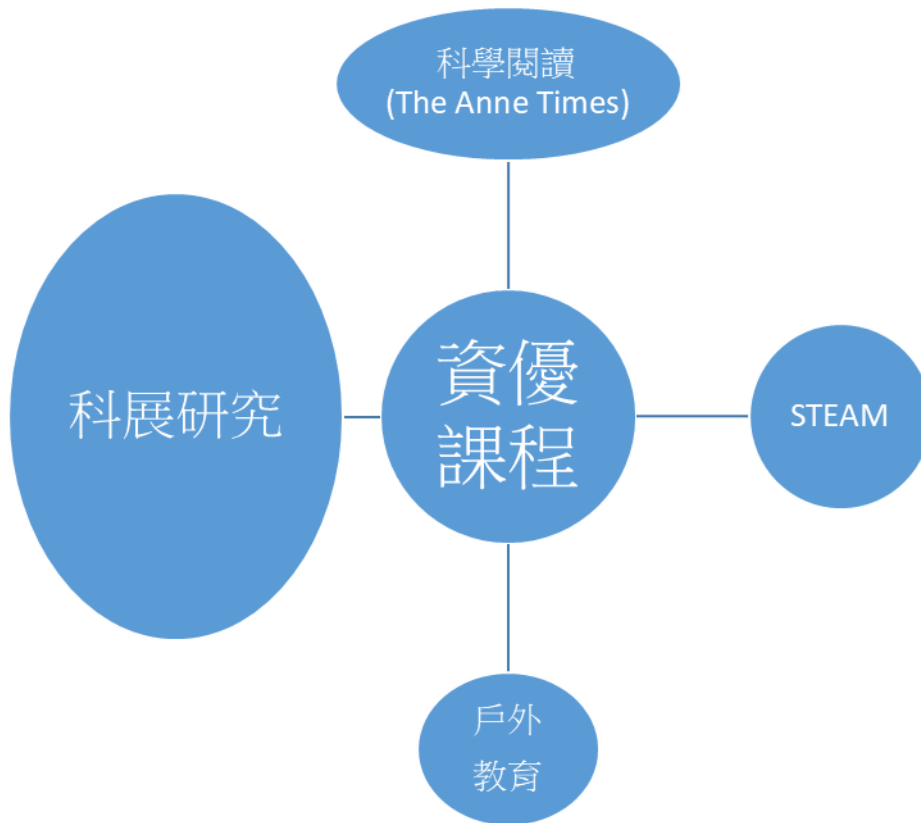 科學閱讀
(The Anne Times)
科展研究
資優
課程
STEAM
戶外
教育